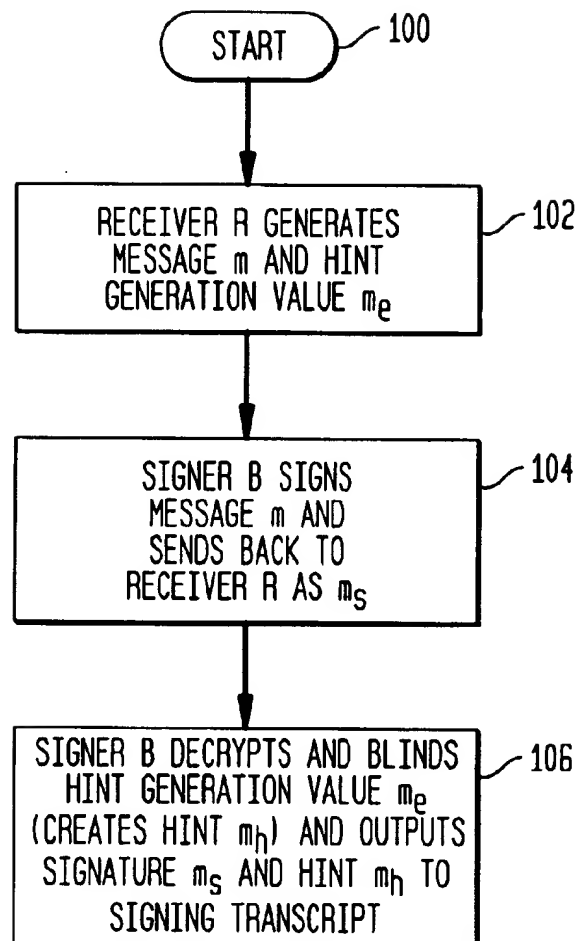 START
100
RECEIVER R GENERATES
MESSAGE m AND HINT
GENERATION VALUE me
102
SIGNER B SIGNS
MESSAGE m AND
SENDS BACK TO
RECEIVER R AS ms
104
SIGNER B DECRYPTS AND BLINDS
HINT GENERATION VALUE me
(CREATES HINT mh) AND OUTPUTS
SIGNATURE ms AND HINT mh TO
SIGNING TRANSCRIPT
106